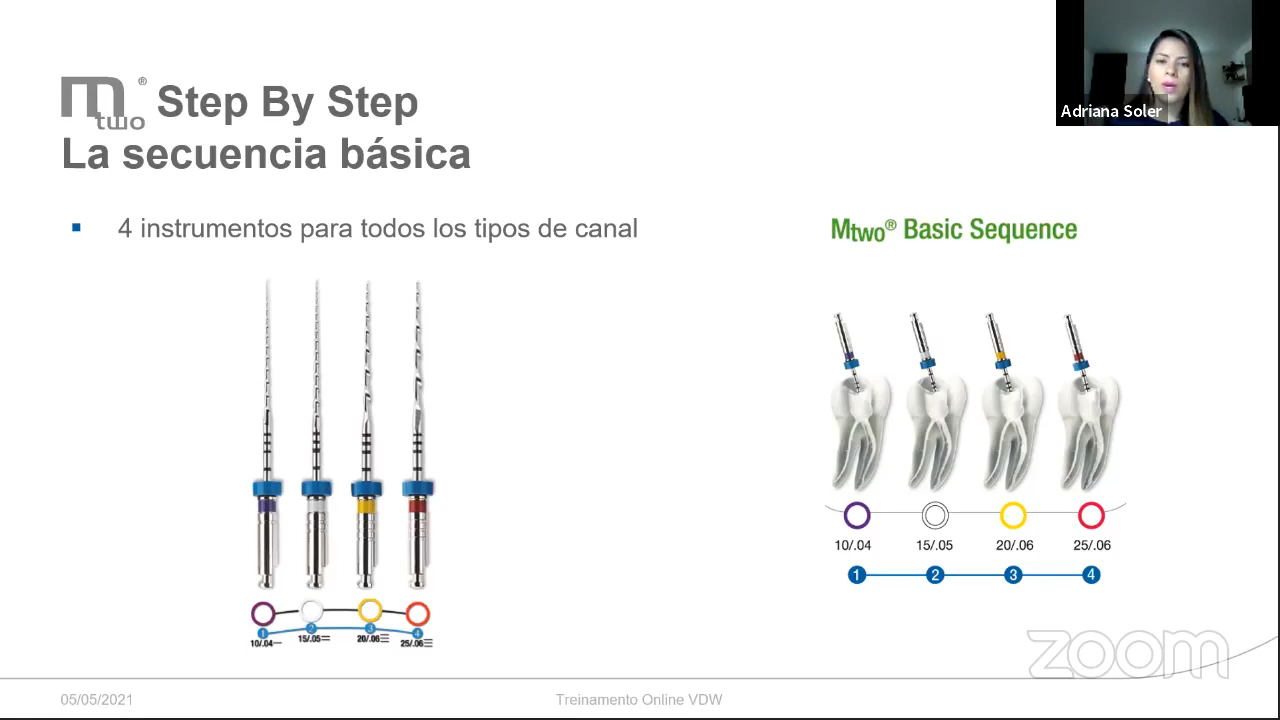 Adriana Soler
mtwo® Step By Step
La secuencia básica
4 instrumentos para todos los tipos de canal
Mtwo® Basic Sequence
10/.04 15/.05 20/.06 25/.06
1 2 3 4
1 2 3 4
10/.04 15/.05 20/.06 25/.06
zoom
05/05/2021 Treinamento Online VDW